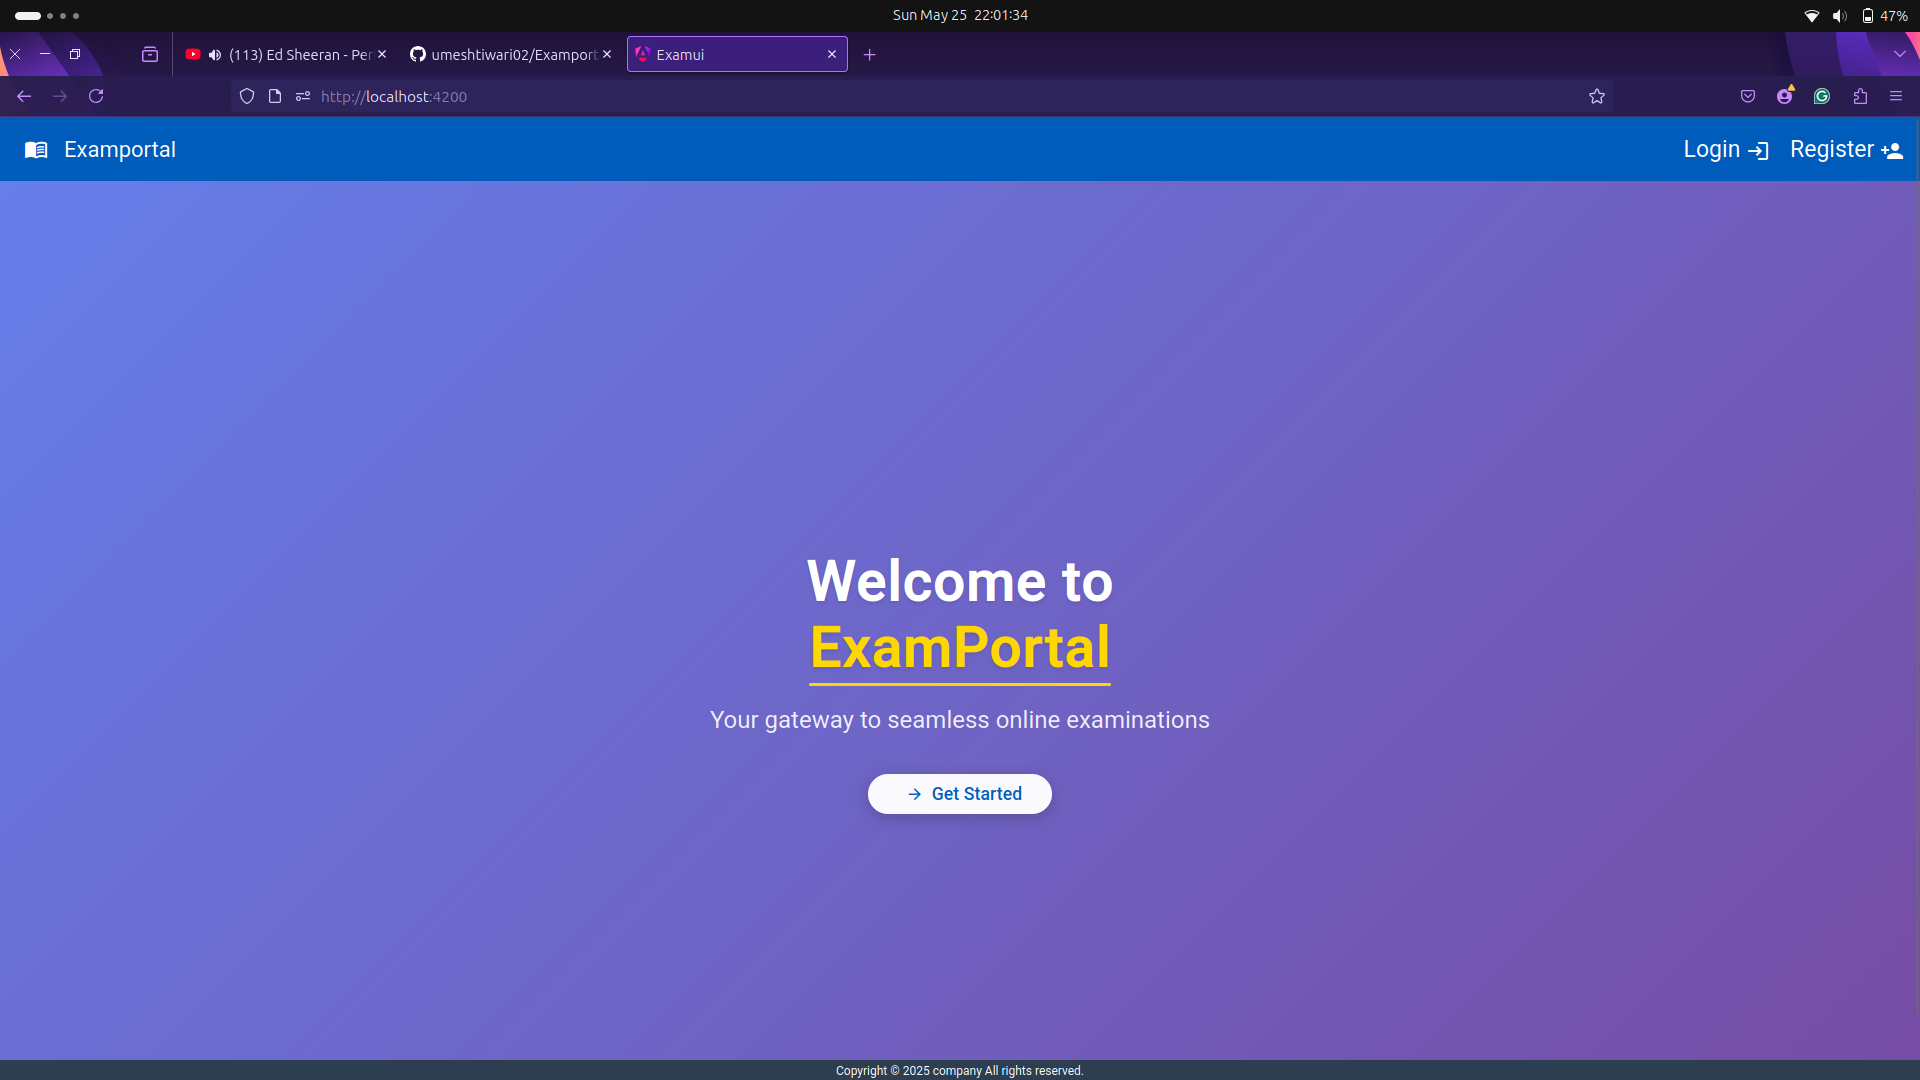 Sun May 25 22:01:34
47%
(113) Ed Sheeran - Per
umeshtiwari02/Examport
Examui
http://localhost:4200
Examportal
Login
Register
Welcome to
ExamPortal
Your gateway to seamless online examinations
Get Started
Copyright © 2025 company All rights reserved.